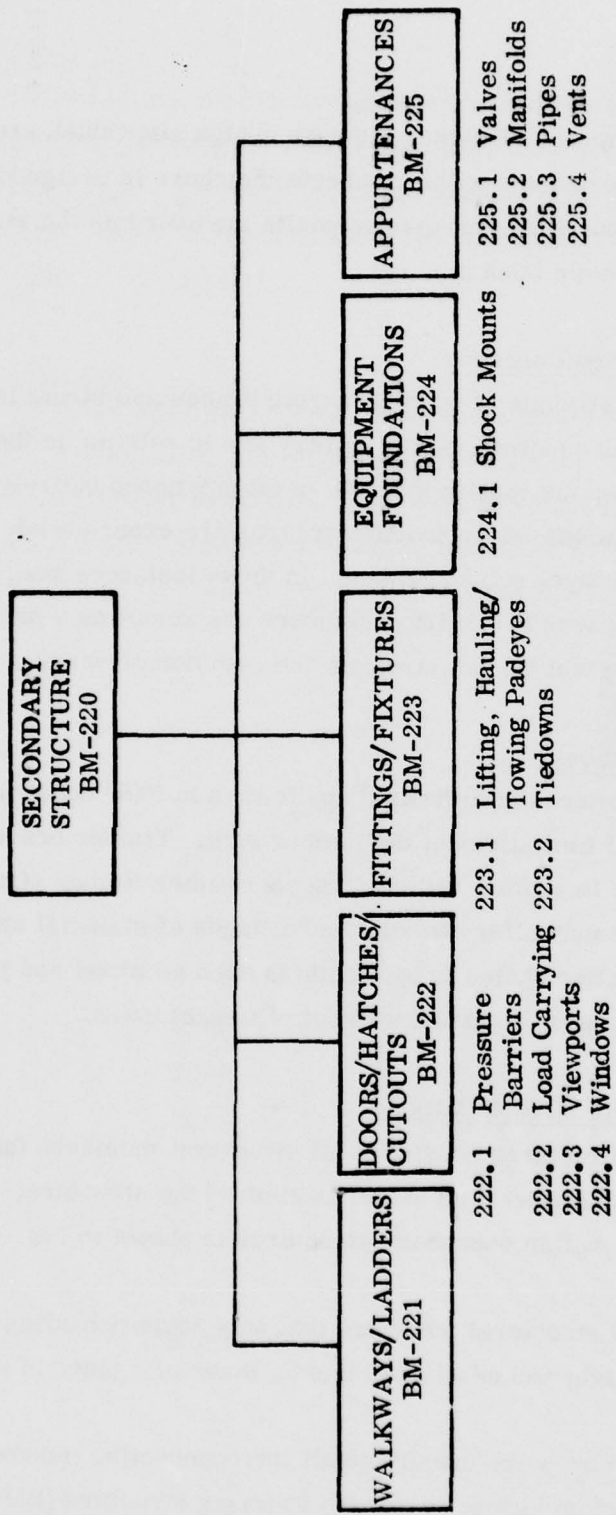 SECONDARY
STRUCTURE
BM-220
WALKWAYS/LADDERS
BM-221
DOORS/HATCHES/
CUTOUTS
BM-222
222.1 Pressure
Barriers
222.2 Load Carrying
222.3 Viewports
222.4 Windows
FITTINGS/FIXTURES
BM-223
223.1 Lifting, Hauling/
Towing Padeyes
223.2 Tiedowns
EQUIPMENT
FOUNDATIONS
BM-224
224.1 Shock Mounts
APPURTENANCES
BM-225
225.1 Valves
225.2 Manifolds
225.3 Pipes
225.4 Vents